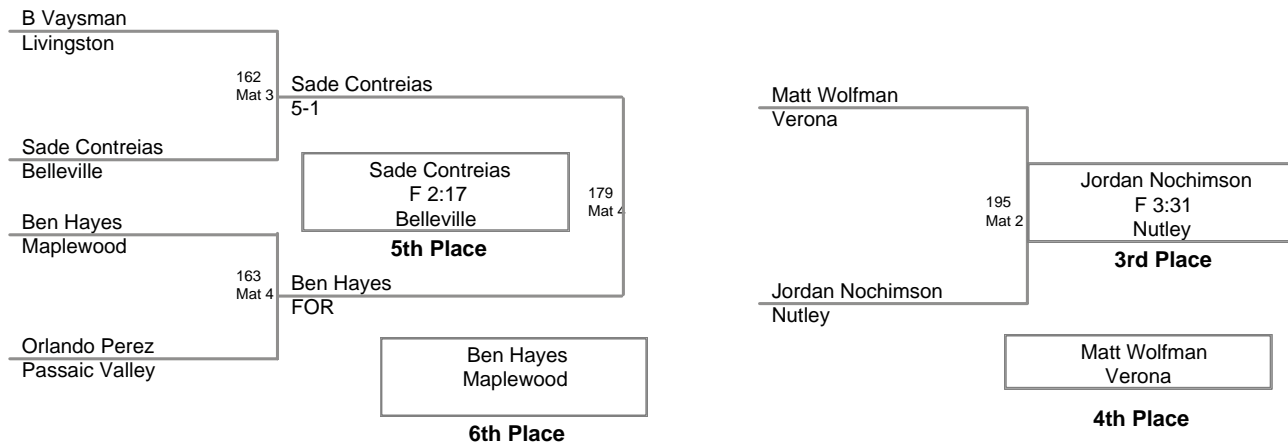 B Vaysman
Livingston
162
Mat 3
Sade Contreias
5-1
Sade Contreias
Belleville
Sade Contreias
F 2:17
Belleville
5th Place
179
Mat 4
Ben Hayes
Maplewood
163
Mat 4
Ben Hayes
FOR
Orlando Perez
Passaic Valley
Ben Hayes
Maplewood
6th Place
Matt Wolfman
Verona
195
Mat 2
Jordan Nochimson
F 3:31
Nutley
3rd Place
Jordan Nochimson
Nutley
Matt Wolfman
Verona
4th Place